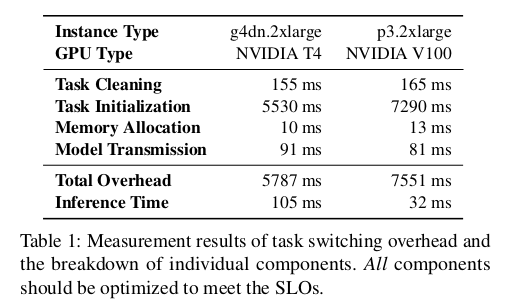 Instance Type g4dn.2xlarge p3.2xlarge
GPU Type NVIDIA T4 NVIDIA V100
Task Cleaning 155 ms 165 ms
Task Initialization 5530 ms 7290 ms
Memory Allocation 10 ms 13 ms
Model Transmission 91 ms 81 ms
Total Overhead 5787 ms 7551 ms
Inference Time 105 ms 32 ms
Table 1: Measurement results of task switching overhead and
the breakdown of individual components. All components
should be optimized to meet the SLOs.